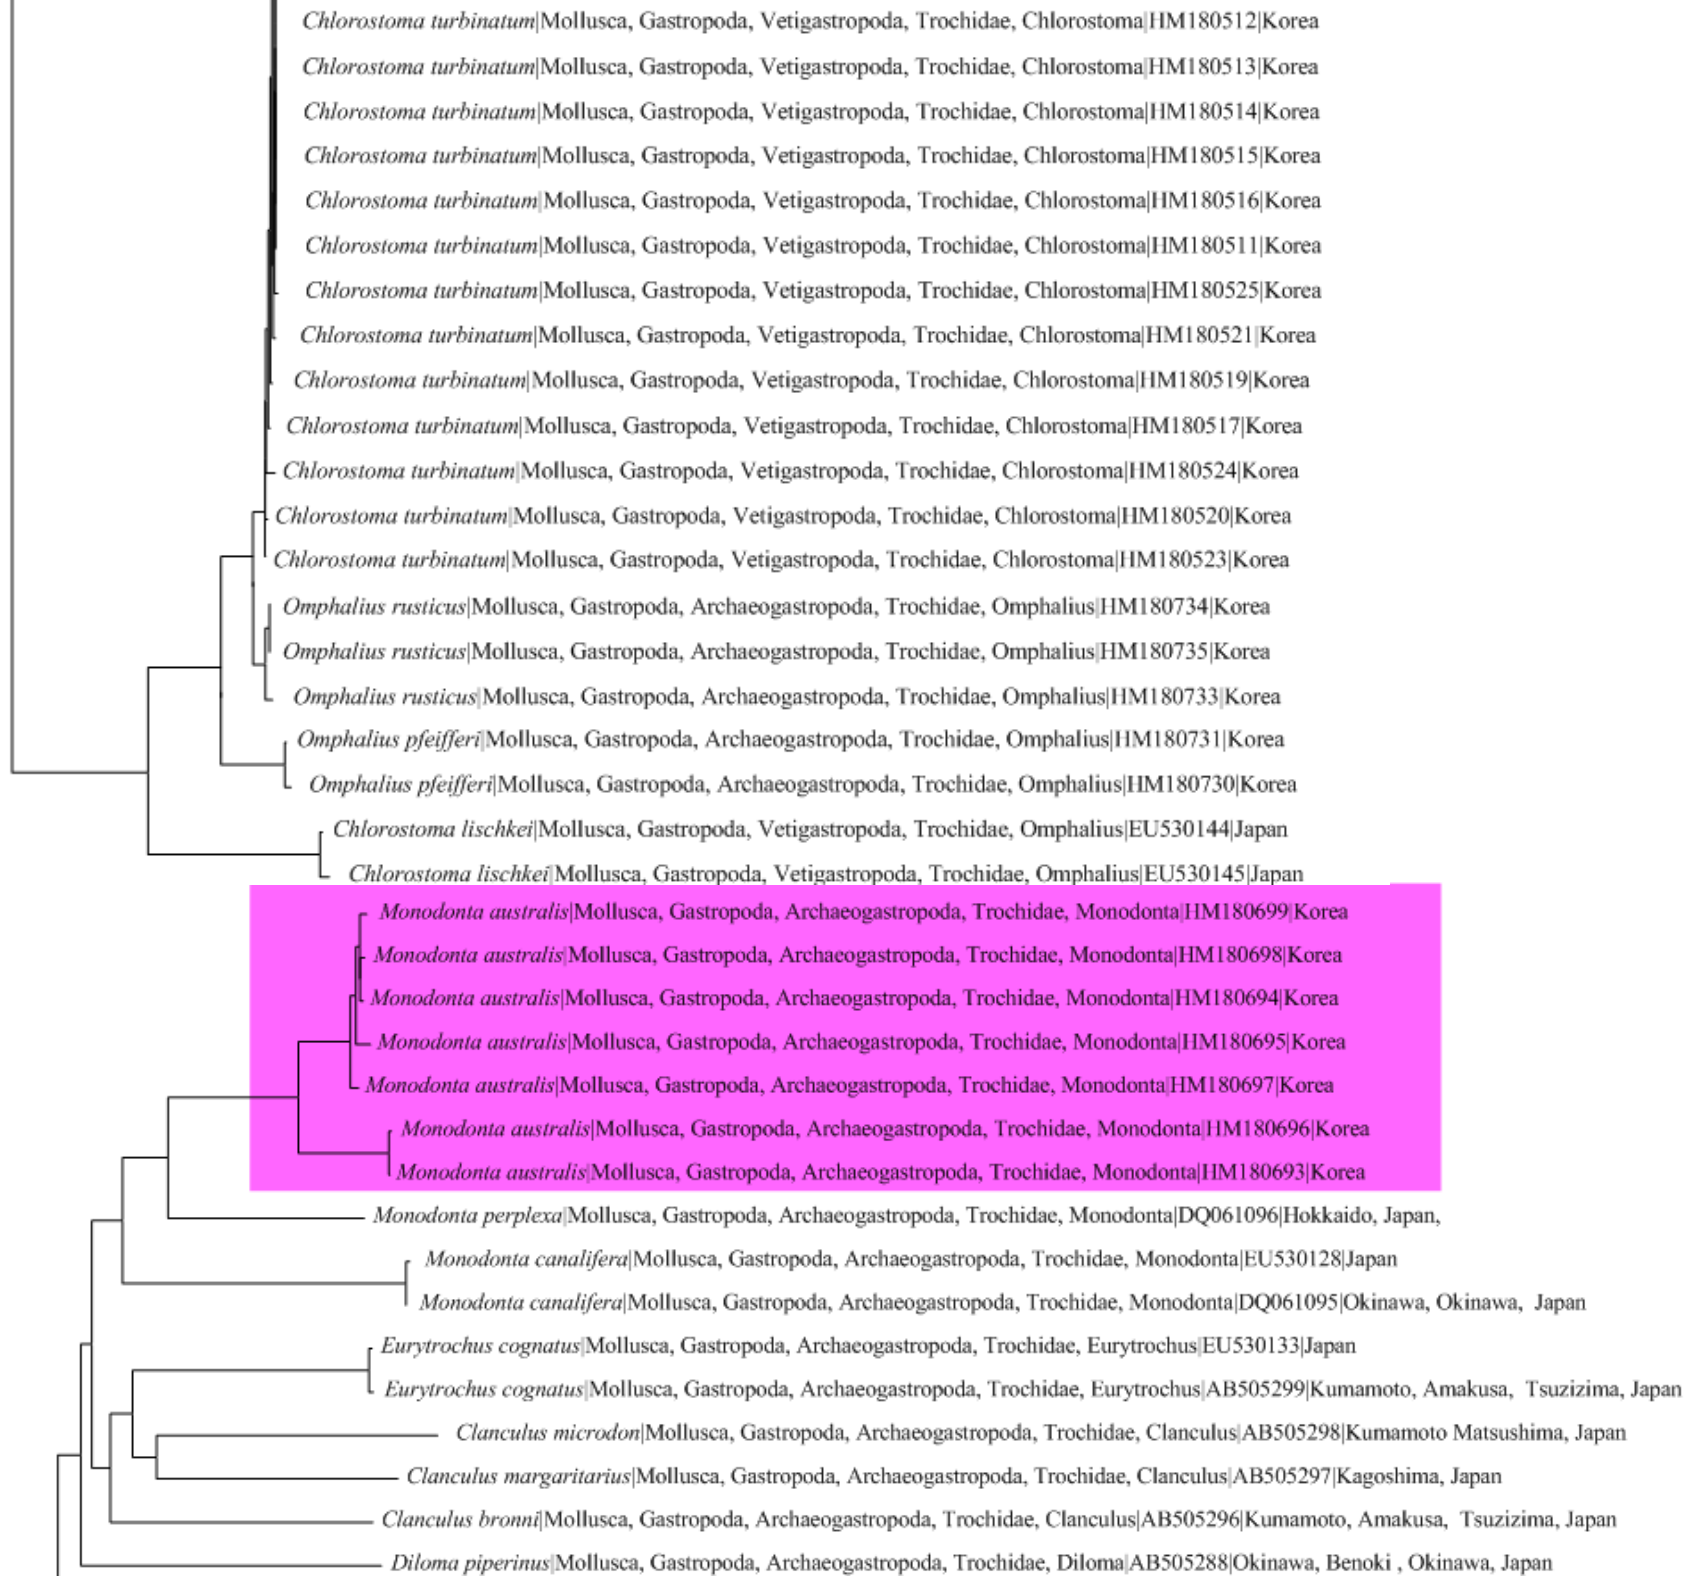 Chlorostoma turbinatum|Mollusca, Gastropoda, Vetigastropoda, Trochidae, Chlorostoma|HM180512|Korea
Chlorostoma turbinatum|Mollusca, Gastropoda, Vetigastropoda, Trochidae, Chlorostoma|HM180513|Korea
Chlorostoma turbinatum|Mollusca, Gastropoda, Vetigastropoda, Trochidae, Chlorostoma|HM180514|Korea
Chlorostoma turbinatum|Mollusca, Gastropoda, Vetigastropoda, Trochidae, Chlorostoma|HM180515|Korea
Chlorostoma turbinatum|Mollusca, Gastropoda, Vetigastropoda, Trochidae, Chlorostoma|HM180516|Korea
Chlorostoma turbinatum|Mollusca, Gastropoda, Vetigastropoda, Trochidae, Chlorostoma|HM180511|Korea
Chlorostoma turbinatum|Mollusca, Gastropoda, Vetigastropoda, Trochidae, Chlorostoma|HM180525|Korea
Chlorostoma turbinatum|Mollusca, Gastropoda, Vetigastropoda, Trochidae, Chlorostoma|HM180521|Korea
Chlorostoma turbinatum|Mollusca, Gastropoda, Vetigastropoda, Trochidae, Chlorostoma|HM180519|Korea
Chlorostoma turbinatum|Mollusca, Gastropoda, Vetigastropoda, Trochidae, Chlorostoma|HM180517|Korea
Chlorostoma turbinatum|Mollusca, Gastropoda, Vetigastropoda, Trochidae, Chlorostoma|HM180524|Korea
Chlorostoma turbinatum|Mollusca, Gastropoda, Vetigastropoda, Trochidae, Chlorostoma|HM180520|Korea
Chlorostoma turbinatum|Mollusca, Gastropoda, Vetigastropoda, Trochidae, Chlorostoma|HM180523|Korea
Omphalius rusticus|Mollusca, Gastropoda, Archaeogastropoda, Trochidae, Omphalius|HM180734|Korea
Omphalius rusticus|Mollusca, Gastropoda, Archaeogastropoda, Trochidae, Omphalius|HM180735|Korea
Omphalius rusticus|Mollusca, Gastropoda, Archaeogastropoda, Trochidae, Omphalius|HM180733|Korea
Omphalius pfeifferi|Mollusca, Gastropoda, Archaeogastropoda, Trochidae, Omphalius|HM180731|Korea
Omphalius pfeifferi|Mollusca, Gastropoda, Archaeogastropoda, Trochidae, Omphalius|HM180730|Korea
Chlorostoma lischkei|Mollusca, Gastropoda, Vetigastropoda, Trochidae, Omphalius|EU530144|Japan
Chlorostoma lischkei|Mollusca, Gastropoda, Vetigastropoda, Trochidae, Omphalius|EU530145|Japan
Monodonta australis|Mollusca, Gastropoda, Archaeogastropoda, Trochidae, Monodonta|HM180699|Korea
Monodonta australis|Mollusca, Gastropoda, Archaeogastropoda, Trochidae, Monodonta|HM180698|Korea
Monodonta australis|Mollusca, Gastropoda, Archaeogastropoda, Trochidae, Monodonta|HM180694|Korea
Monodonta australis|Mollusca, Gastropoda, Archaeogastropoda, Trochidae, Monodonta|HM180695|Korea
Monodonta australis|Mollusca, Gastropoda, Archaeogastropoda, Trochidae, Monodonta|HM180697|Korea
Monodonta australis|Mollusca, Gastropoda, Archaeogastropoda, Trochidae, Monodonta|HM180696|Korea
Monodonta australis|Mollusca, Gastropoda, Archaeogastropoda, Trochidae, Monodonta|HM180693|Korea
Monodonta perplexa|Mollusca, Gastropoda, Archaeogastropoda, Trochidae, Monodonta|DQ061096|Hokkaido, Japan,
Monodonta canalifera|Mollusca, Gastropoda, Archaeogastropoda, Trochidae, Monodonta|EU530128|Japan
Monodonta canalifera|Mollusca, Gastropoda, Archaeogastropoda, Trochidae, Monodonta|DQ061095|Okinawa, Okinawa, Japan
Eurytrochus cognatus|Mollusca, Gastropoda, Archaeogastropoda, Trochidae, Eurytrochus|EU530133|Japan
Eurytrochus cognatus|Mollusca, Gastropoda, Archaeogastropoda, Trochidae, Eurytrochus|AB505299|Kumamoto, Amakusa, Tsuzizima, Japan
Clanculus microdon|Mollusca, Gastropoda, Archaeogastropoda, Trochidae, Clanculus|AB505298|Kumamoto Matsushima, Japan
Clanculus margaritarius|Mollusca, Gastropoda, Archaeogastropoda, Trochidae, Clanculus|AB505297|Kagoshima, Japan
Clanculus bronni|Mollusca, Gastropoda, Archaeogastropoda, Trochidae, Clanculus|AB505296|Kumamoto, Amakusa, Tsuzizima, Japan
Diloma piperinus|Mollusca, Gastropoda, Archaeogastropoda, Trochidae, Diloma|AB505288|Okinawa, Benoki , Okinawa, Japan